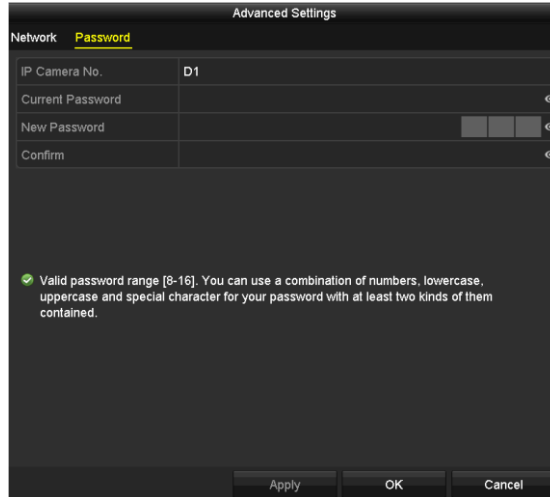 Advanced Settings
Network Password
IP Camera No. D1
Current Password
New Password
Confirm
Valid password range [8-16]. You can use a combination of numbers, lowercase,
uppercase and special character for your password with at least two kinds of them
contained.
Apply OK Cancel